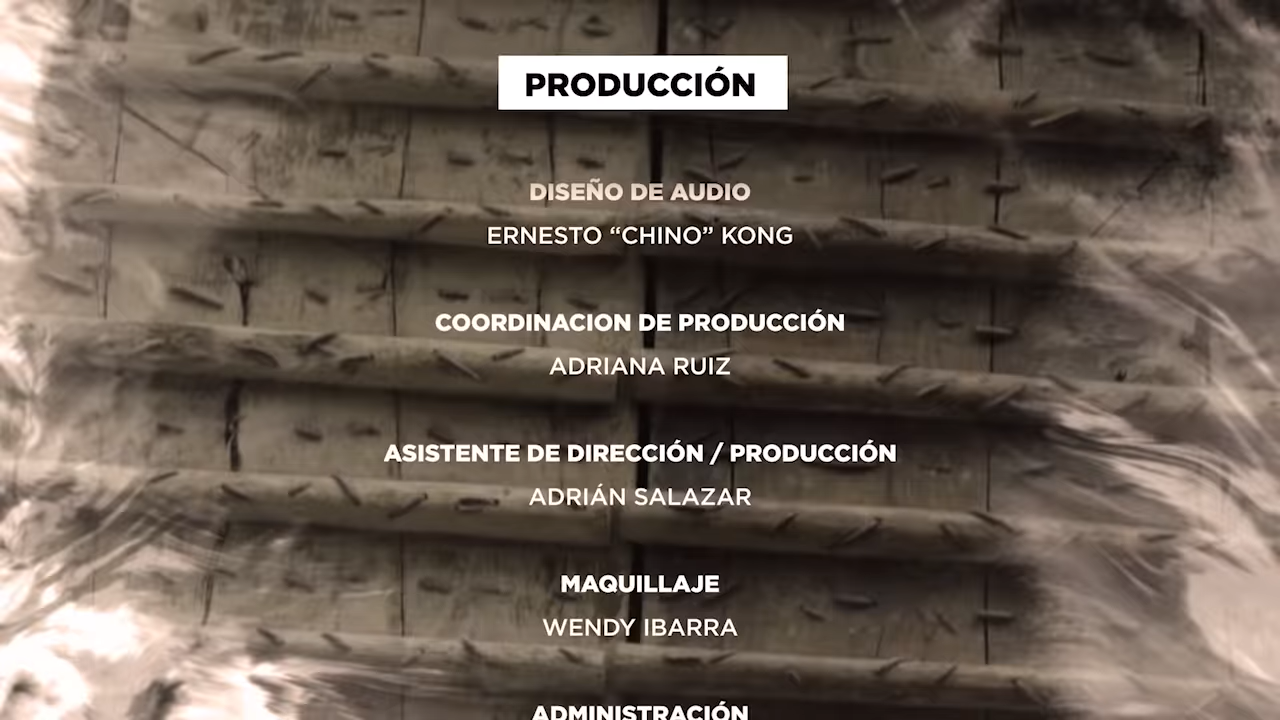 PRODUCCIÓN
DISEÑO DE AUDIO
ERNESTO “CHINO” KONG
COORDINACION DE PRODUCCIÓN
ADRIANA RUIZ
ASISTENTE DE DIRECCIÓN / PRODUCCIÓN
ADRIÁN SALAZAR
MAQUILLAJE
WENDY IBARRA
ADMINISTRACIÓN